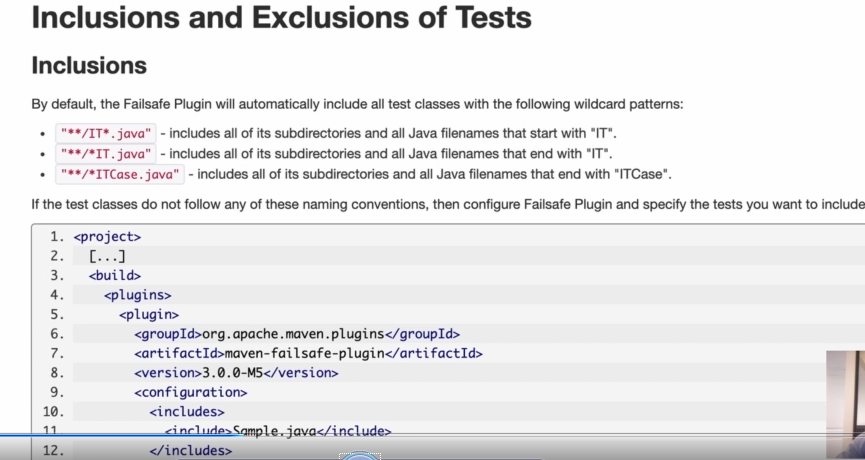 Inclusions and Exclusions of Tests
Inclusions
By default, the Failsafe Plugin will automatically include all test classes with the following wildcard patterns:
• "**/IT*.java" - includes all of its subdirectories and all Java filenames that start with "IT".
• "**/*IT.java" - includes all of its subdirectories and all Java filenames that end with "IT".
• "**/*ITCase.java" - includes all of its subdirectories and all Java filenames that end with "ITCase".
If the test classes do not follow any of these naming conventions, then configure Failsafe Plugin and specify the tests you want to include
1. <project>
2. [...]
3. <build>
4. <plugins>
5. <plugin>
6. <groupId>org.apache.maven.plugins</groupId>
7. <artifactId>maven-failsafe-plugin</artifactId>
8. <version>3.0.0-M5</version>
9. <configuration>
10. <includes>
11. <include>Sample.java</include>
12. </includes>